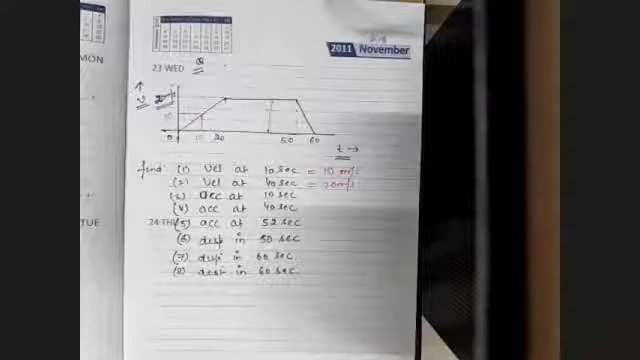 2011 November
23 WED
Q
v
10
0 10 20 50 60
t →
find (1) vel at 10 sec = 10 m/s
(2) vel at 40 sec = 20 m/s
(3) acc at 10 sec
(4) acc at 40 sec
24 THU (5) acc at 52 sec
(6) disp in 50 sec
(7) disp in 60 sec
(8) dist in 60 sec
MON
TUE